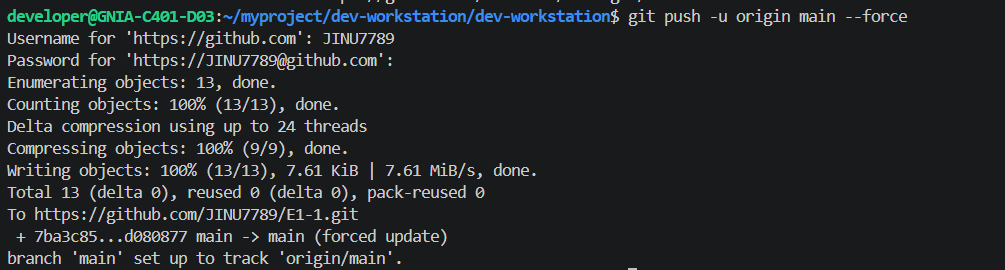 developer@GNIA-C401-D03:~/myproject/dev-workstation/dev-workstation$ git push -u origin main --force
Username for 'https://github.com': JINU7789
Password for 'https://JINU7789@github.com':
Enumerating objects: 13, done.
Counting objects: 100% (13/13), done.
Delta compression using up to 24 threads
Compressing objects: 100% (9/9), done.
Writing objects: 100% (13/13), 7.61 KiB | 7.61 MiB/s, done.
Total 13 (delta 0), reused 0 (delta 0), pack-reused 0
To https://github.com/JINU7789/E1-1.git
 + 7ba3c85...d080877 main -> main (forced update)
branch 'main' set up to track 'origin/main'.